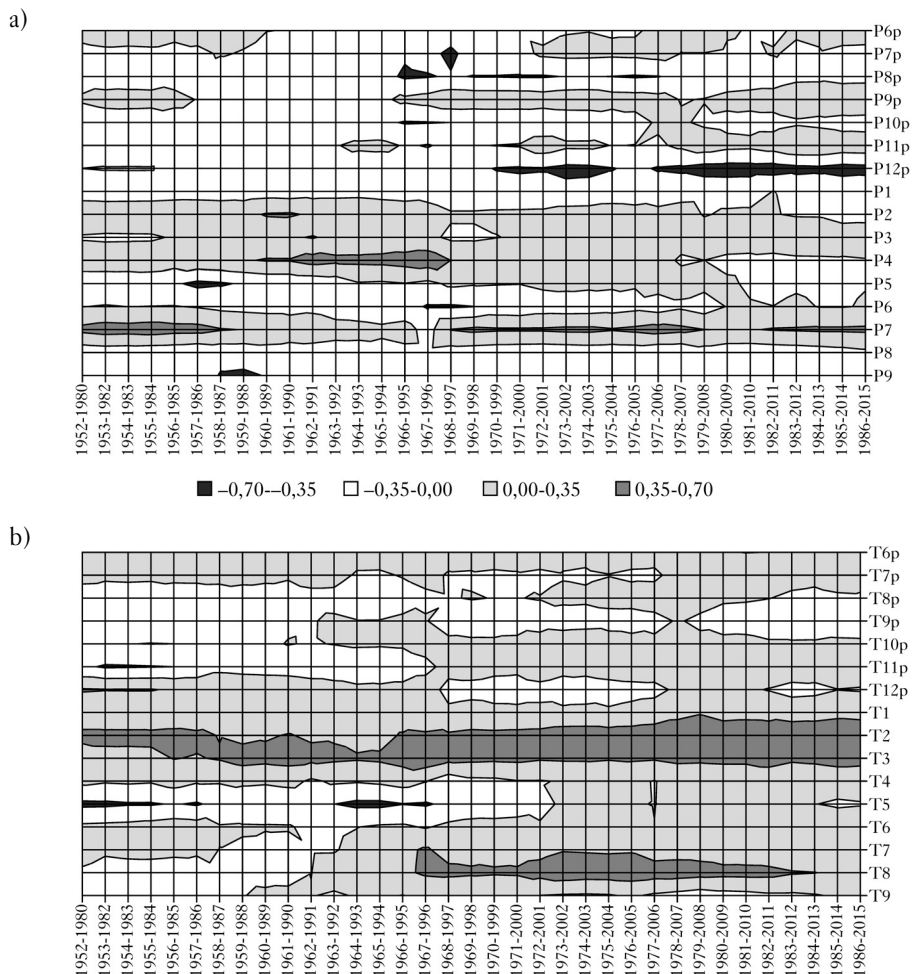 a)
P6p
P7p
P8p
P9p
P10p
P11p
P12p
P1
P2
P3
P4
P5
P6
P7
P8
P9
1952-1980
1953-1982
1954-1983
1955-1984
1956-1985
1957-1986
1958-1987
1959-1988
1960-1989
1961-1990
1962-1991
1963-1992
1964-1993
1965-1994
1966-1995
1967-1996
1968-1997
1969-1998
1970-1999
1971-2000
1972-2001
1973-2002
1974-2003
1975-2004
1976-2005
1977-2006
1978-2007
1979-2008
1980-2009
1981-2010
1982-2011
1983-2012
1984-2013
1985-2014
1986-2015
–0,70-–0,35 –0,35-0,00 0,00-0,35 0,35-0,70
b)
T6p
T7p
T8p
T9p
T10p
T11p
T12p
T1
T2
T3
T4
T5
T6
T7
T8
T9
1952-1980
1953-1982
1954-1983
1955-1984
1956-1985
1957-1986
1958-1987
1959-1988
1960-1989
1961-1990
1962-1991
1963-1992
1964-1993
1965-1994
1966-1995
1967-1996
1968-1997
1969-1998
1970-1999
1971-2000
1972-2001
1973-2002
1974-2003
1975-2004
1976-2005
1977-2006
1978-2007
1979-2008
1980-2009
1981-2010
1982-2011
1983-2012
1984-2013
1985-2014
1986-2015